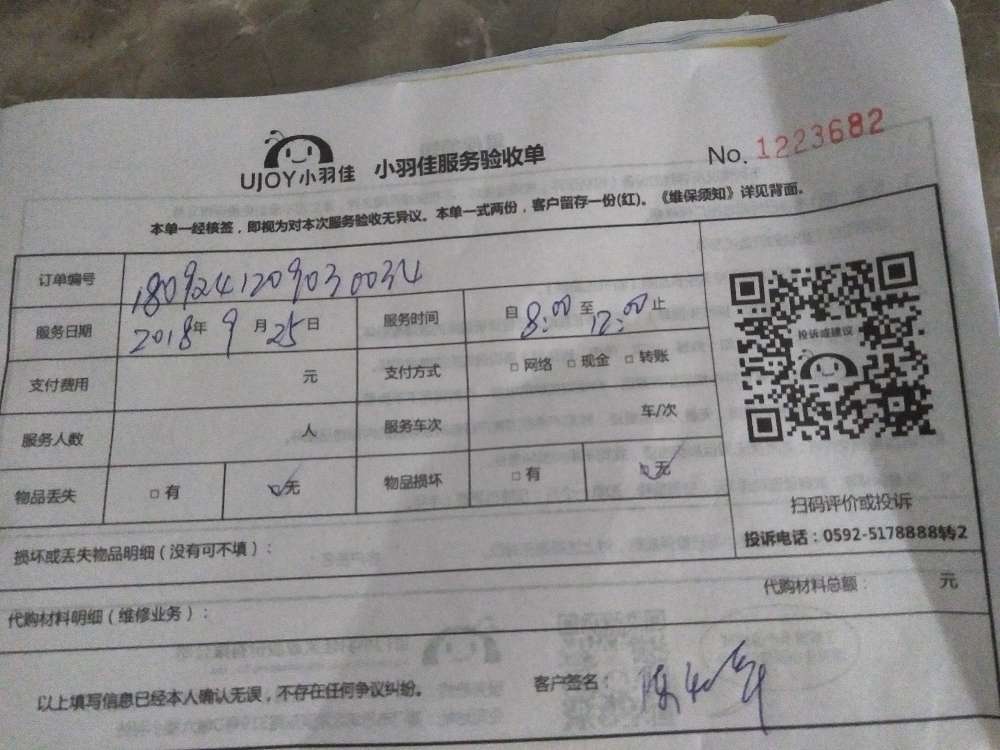 UJOY小羽佳 小羽佳服务验收单 No. 1223682
本单一经核签，即视为对本次服务验收无异议。本单一式两份，客户留存一份(红)。《维保须知》详见背面。
订单编号 1809241209030034
服务日期 2018年 9 月 25 日 服务时间 自 8:00 至 12:00 止
支付费用 元 支付方式 □ 网络 □ 现金 □ 转账
服务人数 人 服务车次 车/次
物品丢失 □ 有 ☑无 物品损坏 □ 有 ☑无
投诉或建议
扫码评价或投诉
投诉电话：0592-5178888转2
损坏或丢失物品明细（没有可不填）：
代购材料明细（维修业务）： 代购材料总额： 元
以上填写信息已经本人确认无误，不存在任何争议纠纷。 客户签名：